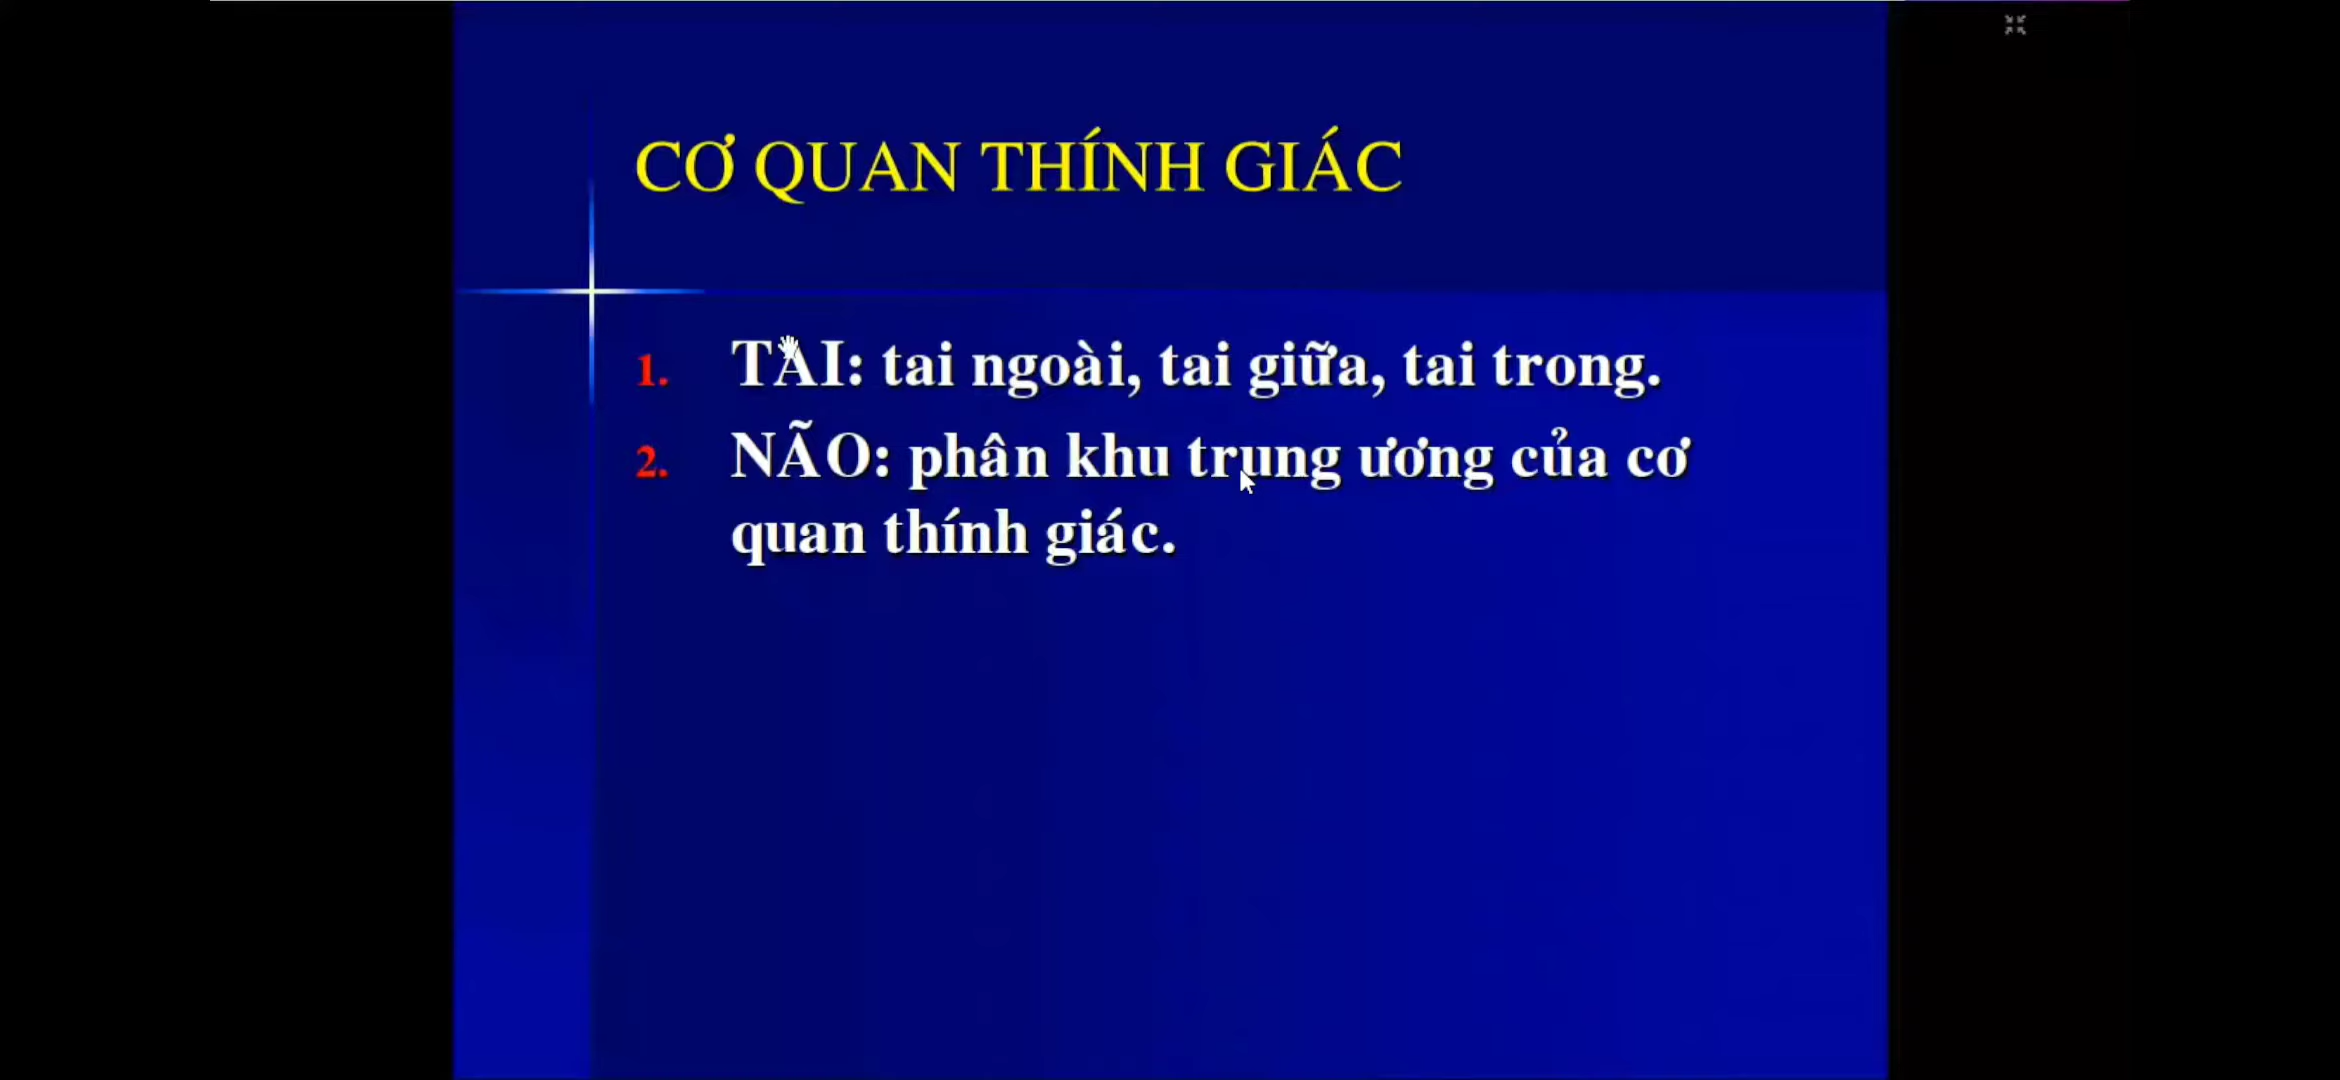 CƠ QUAN THÍNH GIÁC
1. TAI: tai ngoài, tai giữa, tai trong.
2. NÃO: phân khu trung ương của cơ
quan thính giác.